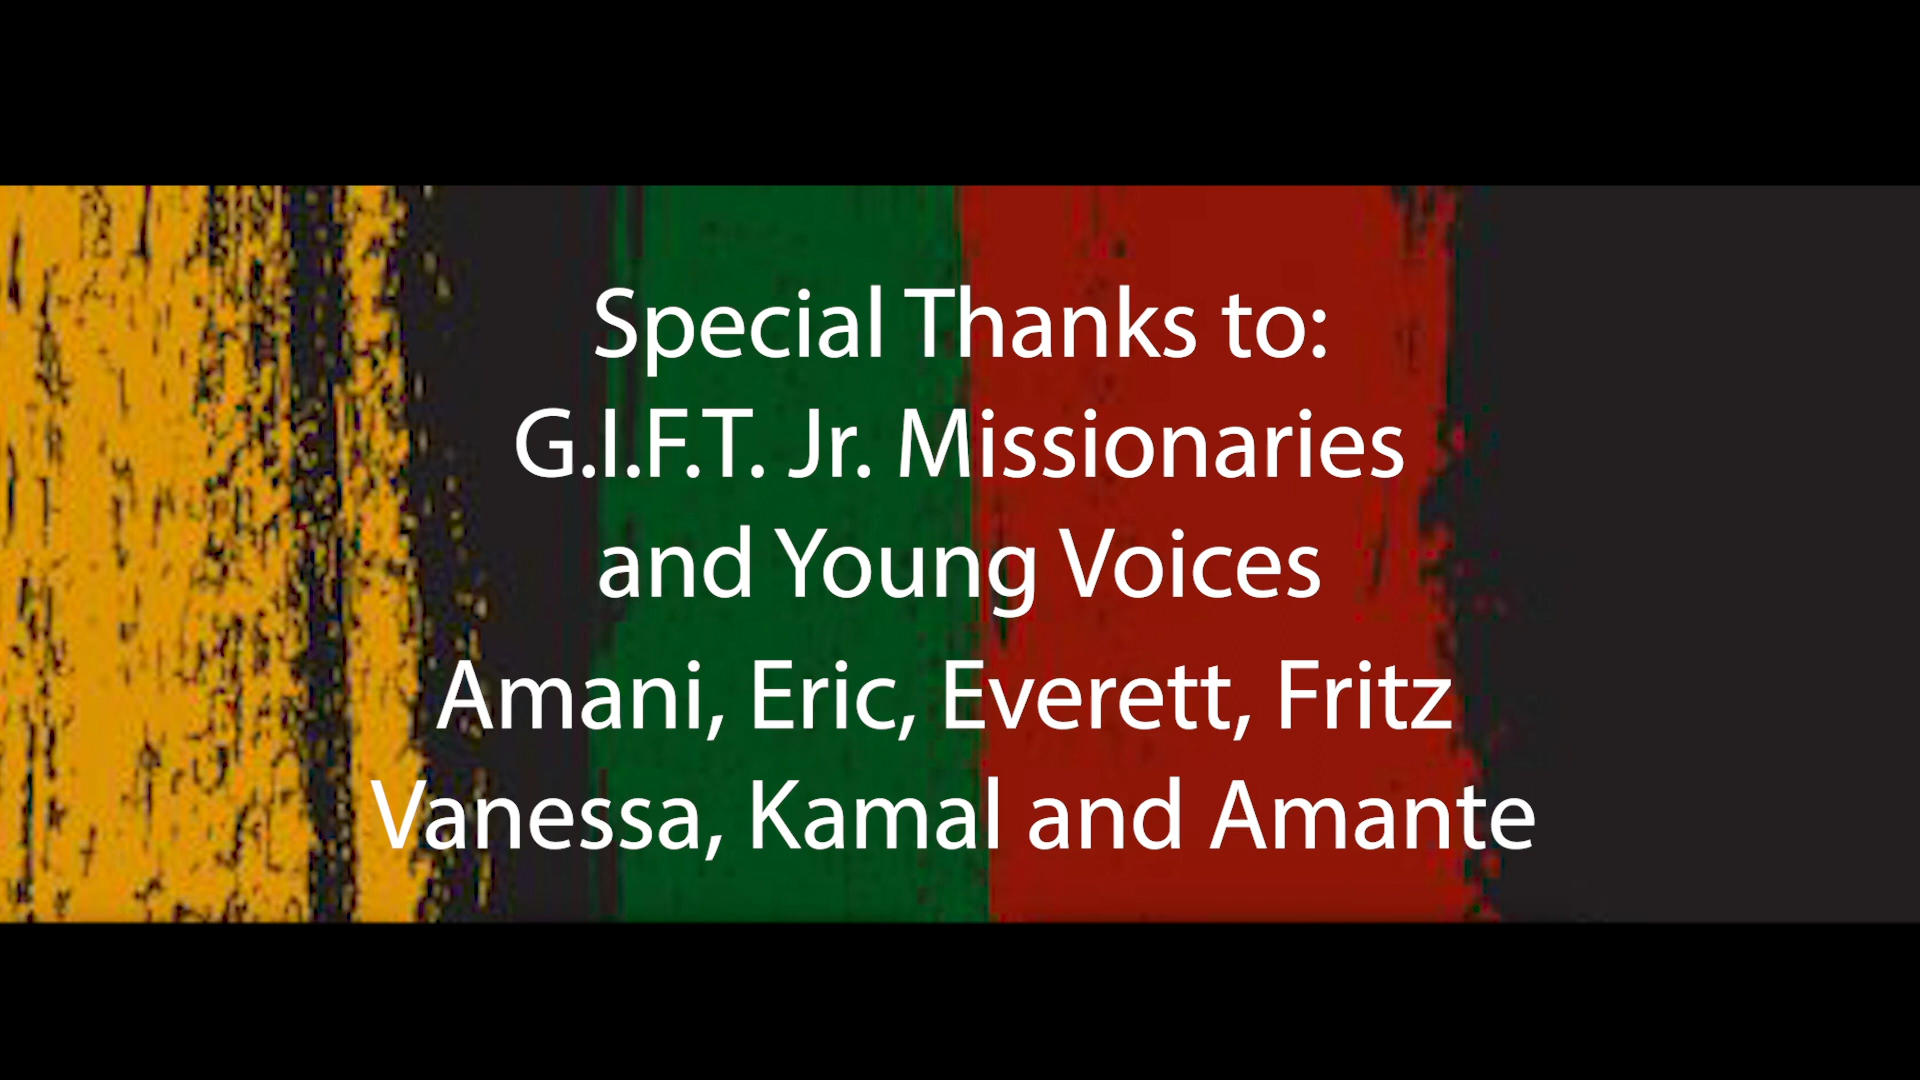 Special Thanks to:
G.I.F.T. Jr. Missionaries
and Young Voices
Amani, Eric, Everett, Fritz
Vanessa, Kamal and Amante